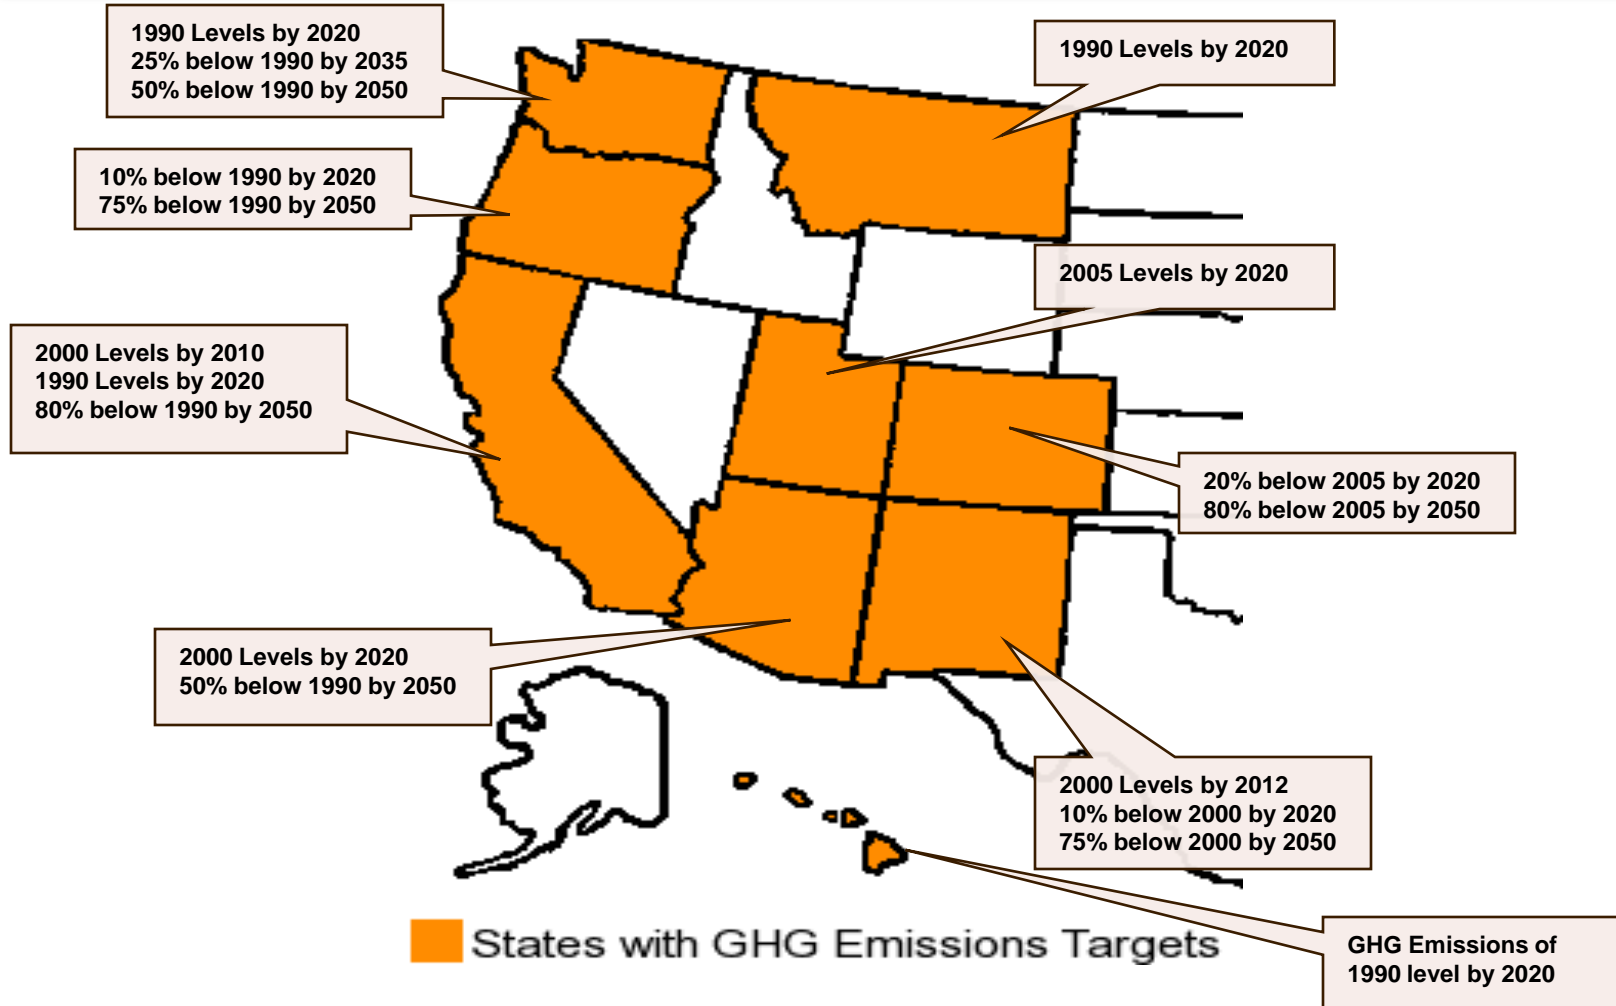 1990 Levels by 2020
25% below 1990 by 2035
50% below 1990 by 2050
1990 Levels by 2020
10% below 1990 by 2020
75% below 1990 by 2050
2005 Levels by 2020
2000 Levels by 2010
1990 Levels by 2020
80% below 1990 by 2050
20% below 2005 by 2020
80% below 2005 by 2050
2000 Levels by 2020
50% below 1990 by 2050
2000 Levels by 2012
10% below 2000 by 2020
75% below 2000 by 2050
States with GHG Emissions Targets
GHG Emissions of
1990 level by 2020